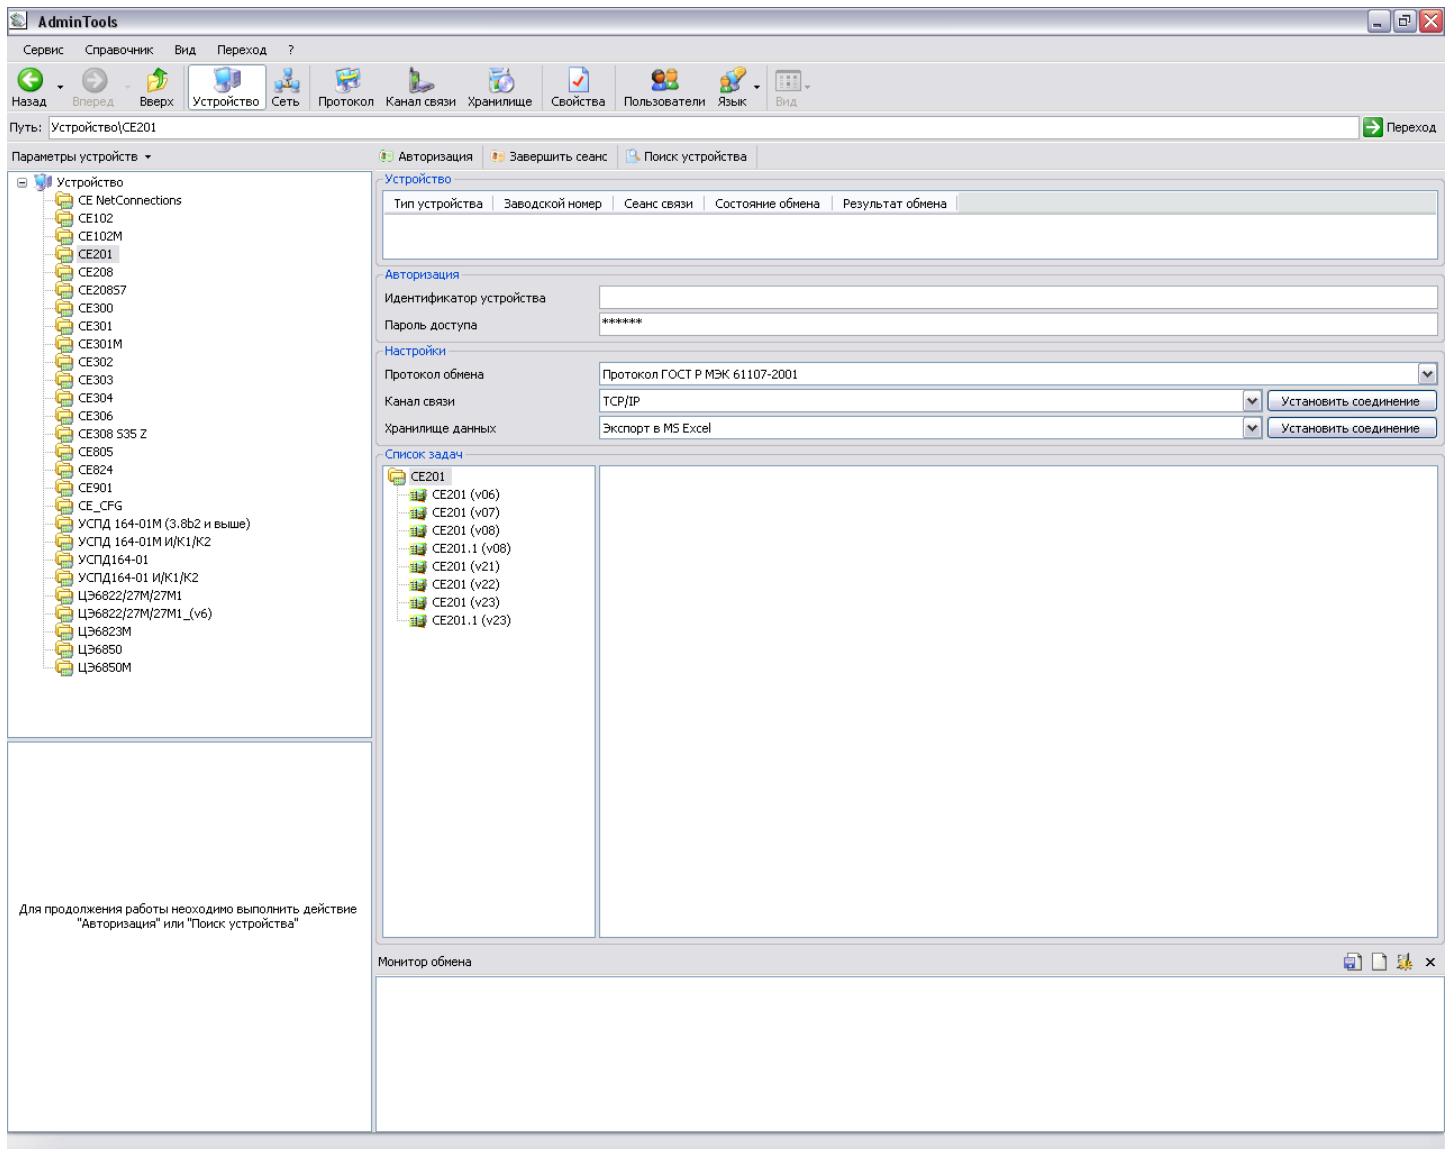 AdminTools
Сервис Справочник Вид Переход ?
Назад Вперед Вверх Устройство Сеть Протокол Канал связи Хранилище Свойства Пользователи Язык Вид
Путь: Устройство\CE201 Переход
Параметры устройств
Авторизация Завершить сеанс Поиск устройства
Устройство
CE NetConnections
CE102
CE102M
CE201
CE208
CE208S7
CE300
CE301
CE301M
CE302
CE303
CE304
CE306
CE308 S35 Z
CE805
CE824
CE901
CE_CFG
УСПД 164-01М (3.8b2 и выше)
УСПД 164-01М И/К1/К2
УСПД164-01
УСПД164-01 И/К1/К2
ЦЭ6822/27М/27М1
ЦЭ6822/27М/27М1_(v6)
ЦЭ6823М
ЦЭ6850
ЦЭ6850М
Для продолжения работы неоходимо выполнить действие
"Авторизация" или "Поиск устройства"
Устройство
Тип устройства Заводской номер Сеанс связи Состояние обмена Результат обмена
Авторизация
Идентификатор устройства
Пароль доступа ******
Настройки
Протокол обмена Протокол ГОСТ Р МЭК 61107-2001
Канал связи TCP/IP Установить соединение
Хранилище данных Экспорт в MS Excel Установить соединение
Список задач
CE201
CE201 (v06)
CE201 (v07)
CE201 (v08)
CE201.1 (v08)
CE201 (v21)
CE201 (v22)
CE201 (v23)
CE201.1 (v23)
Монитор обмена